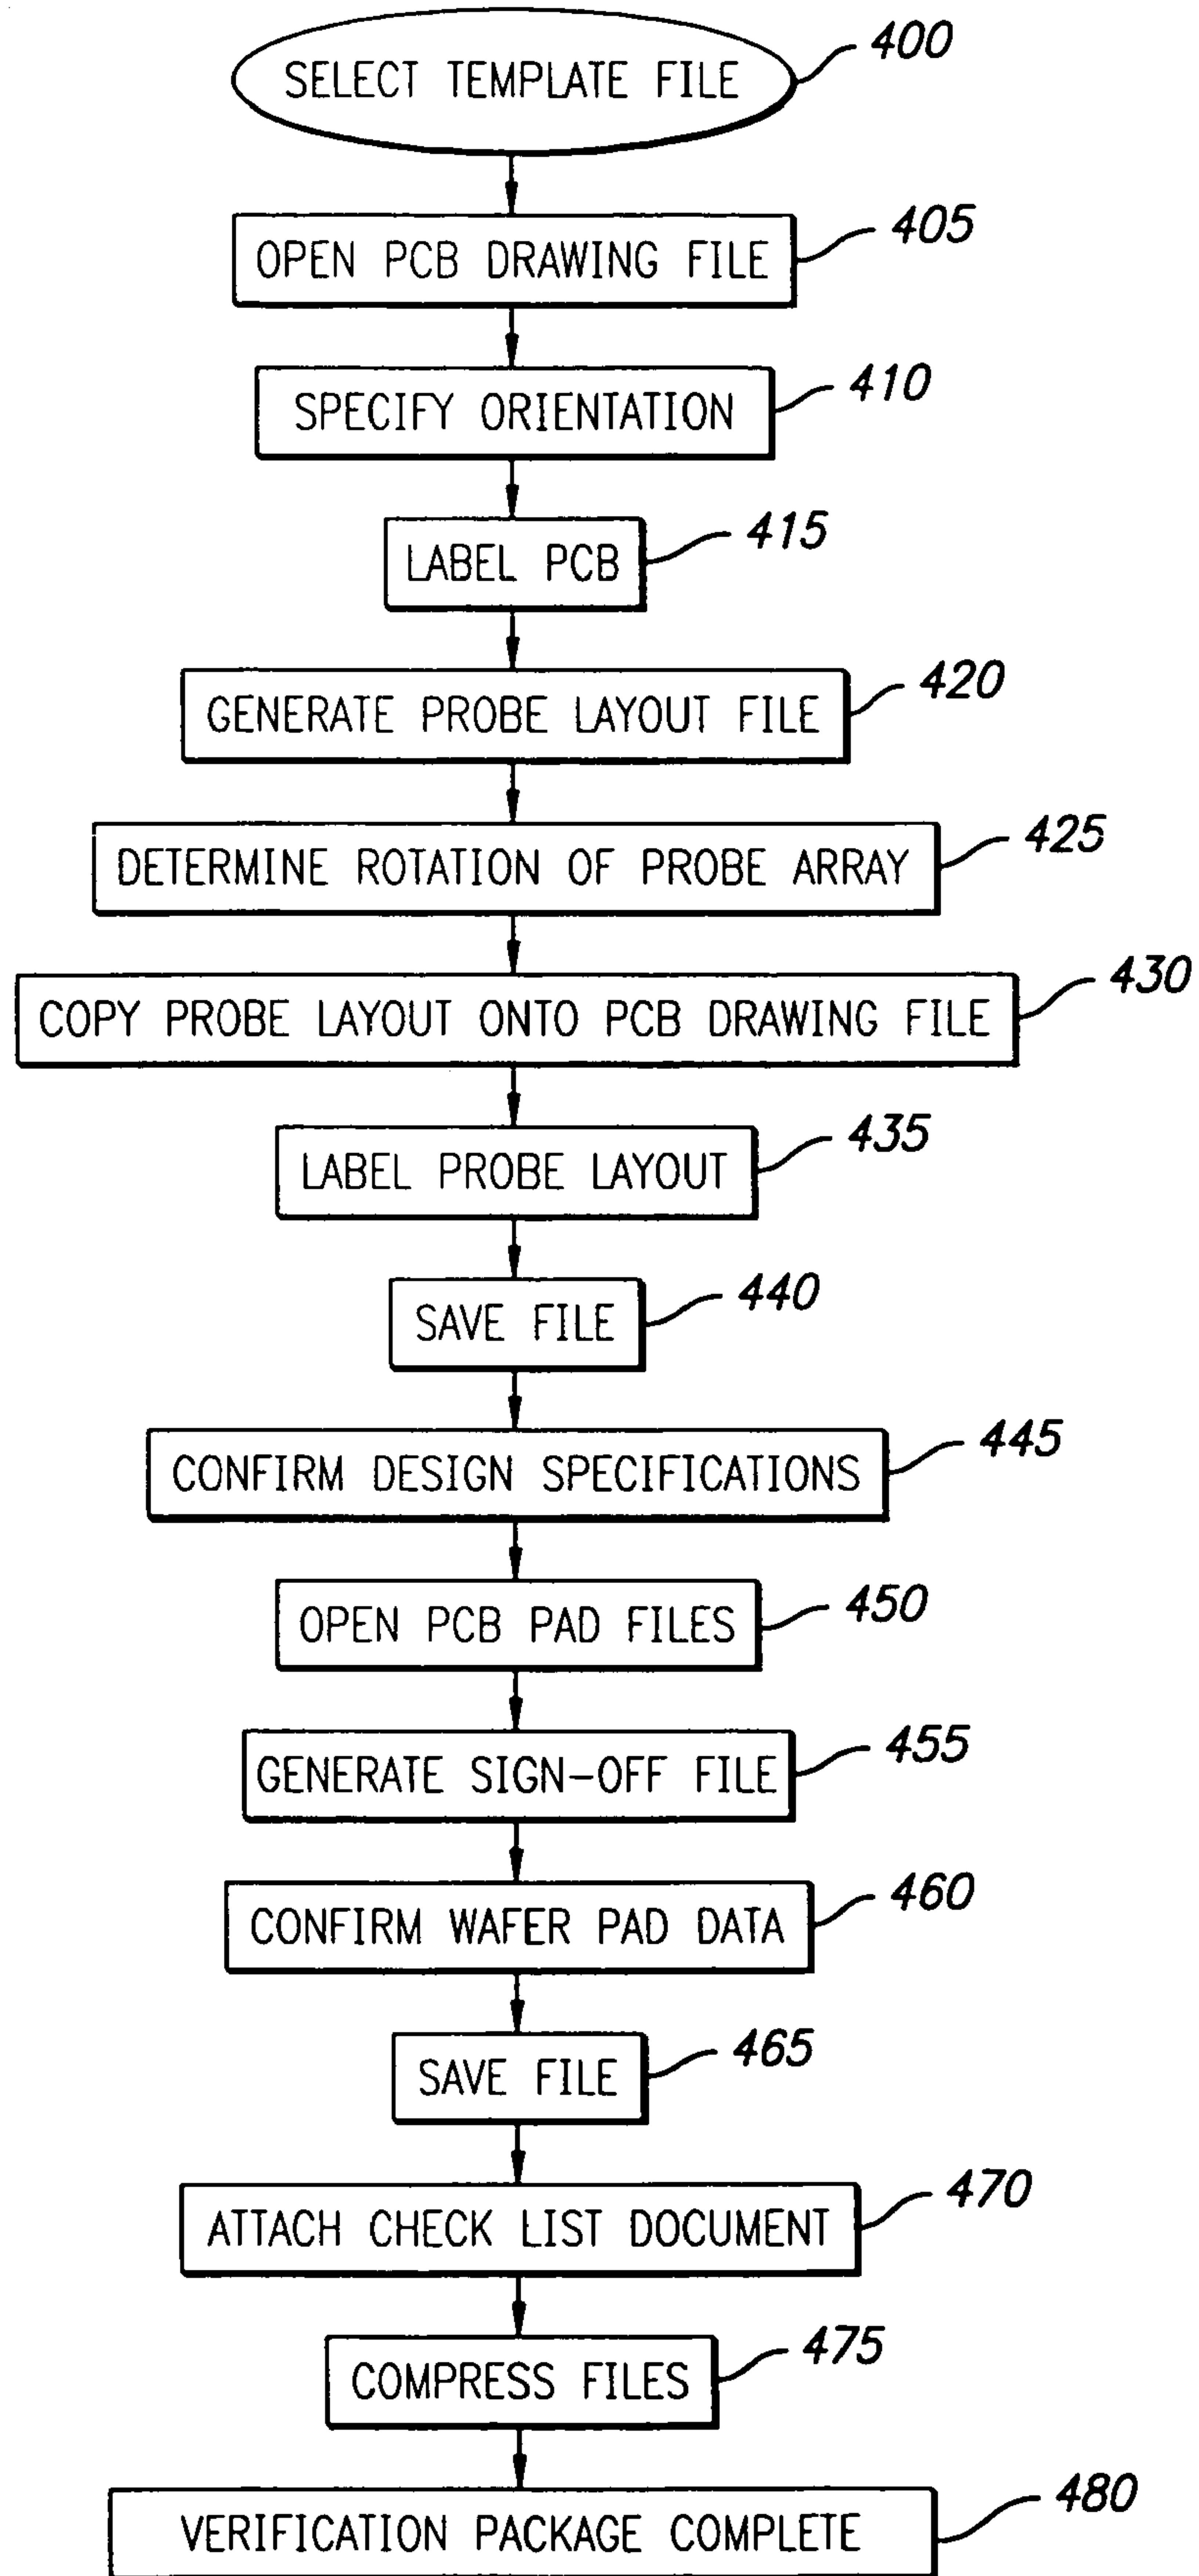 SELECT TEMPLATE FILE 400
OPEN PCB DRAWING FILE 405
SPECIFY ORIENTATION 410
LABEL PCB 415
GENERATE PROBE LAYOUT FILE 420
DETERMINE ROTATION OF PROBE ARRAY 425
COPY PROBE LAYOUT ONTO PCB DRAWING FILE 430
LABEL PROBE LAYOUT 435
SAVE FILE 440
CONFIRM DESIGN SPECIFICATIONS 445
OPEN PCB PAD FILES 450
GENERATE SIGN-OFF FILE 455
CONFIRM WAFER PAD DATA 460
SAVE FILE 465
ATTACH CHECK LIST DOCUMENT 470
COMPRESS FILES 475
VERIFICATION PACKAGE COMPLETE 480